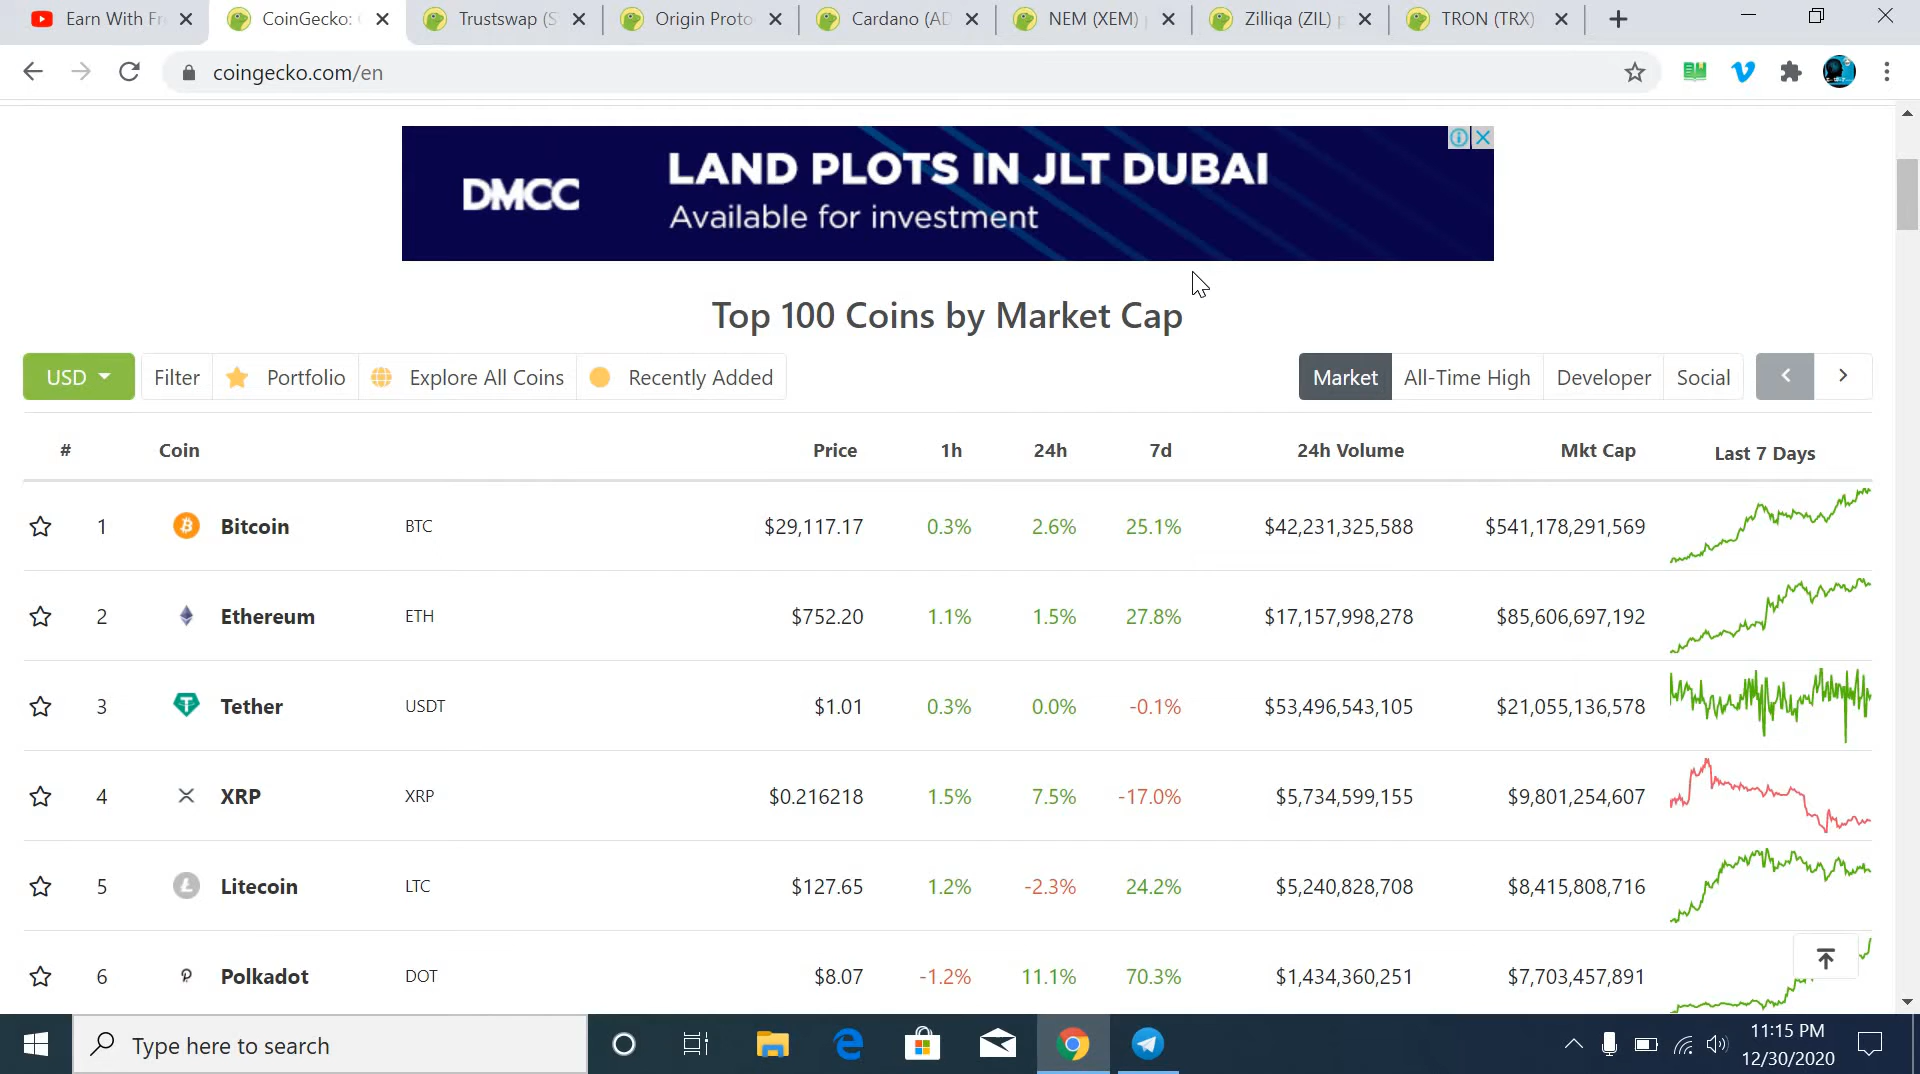 Earn With Fr
CoinGecko:
Trustswap (S
Origin Proto
Cardano (AD
NEM (XEM)
Zilliqa (ZIL)
TRON (TRX)
coingecko.com/en
DMCC
LAND PLOTS IN JLT DUBAI
Available for investment
Top 100 Coins by Market Cap
USD Filter Portfolio Explore All Coins Recently Added Market All-Time High Developer Social
# Coin Price 1h 24h 7d 24h Volume Mkt Cap Last 7 Days
1 Bitcoin BTC $29,117.17 0.3% 2.6% 25.1% $42,231,325,588 $541,178,291,569
2 Ethereum ETH $752.20 1.1% 1.5% 27.8% $17,157,998,278 $85,606,697,192
3 Tether USDT $1.01 0.3% 0.0% -0.1% $53,496,543,105 $21,055,136,578
4 XRP XRP $0.216218 1.5% 7.5% -17.0% $5,734,599,155 $9,801,254,607
5 Litecoin LTC $127.65 1.2% -2.3% 24.2% $5,240,828,708 $8,415,808,716
6 Polkadot DOT $8.07 -1.2% 11.1% 70.3% $1,434,360,251 $7,703,457,891
Type here to search
11:15 PM
12/30/2020